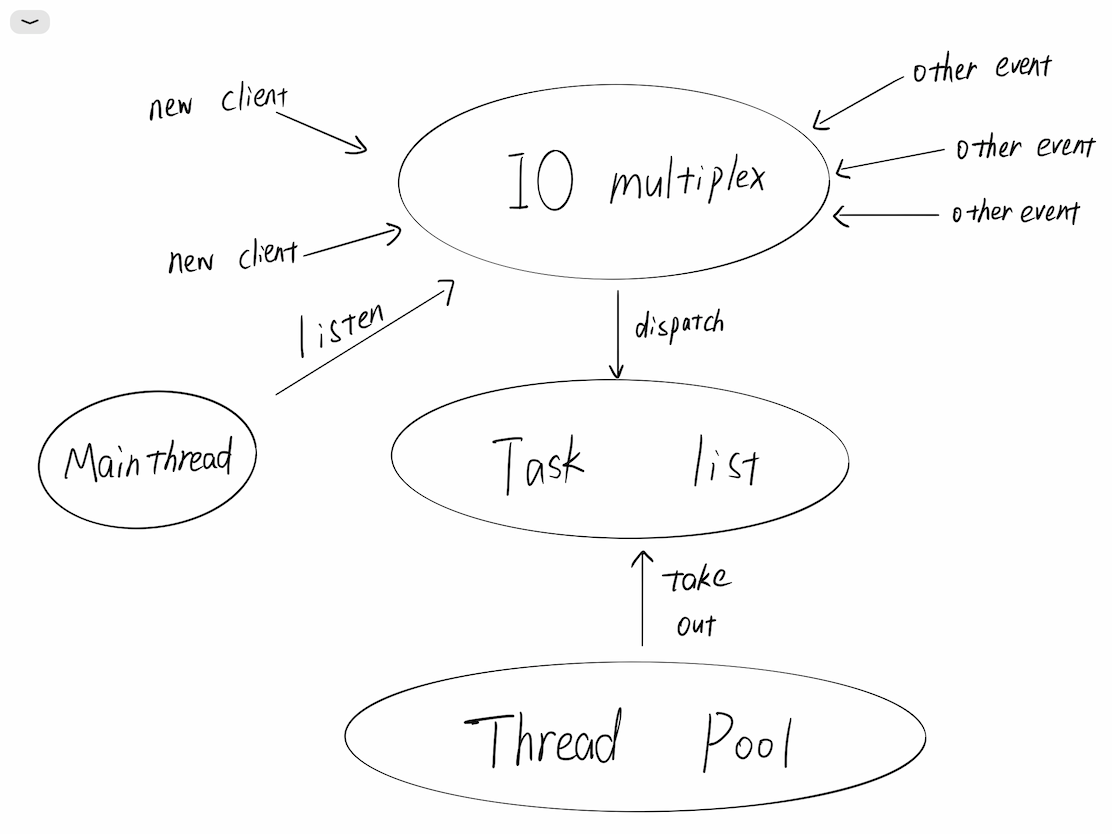 new client
other event
other event
IO multiplex
other event
new client
listen
dispatch
Main thread
Task list
Take
out
Thread Pool